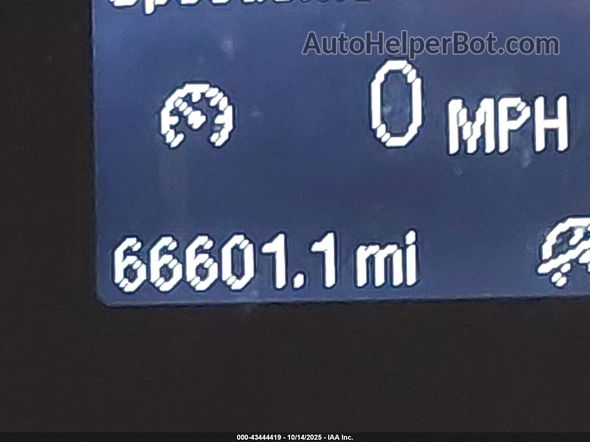 AutoHelperBot.com
0 MPH
66601.1 mi
000-43444419 - 10/14/2025 - IAA Inc.